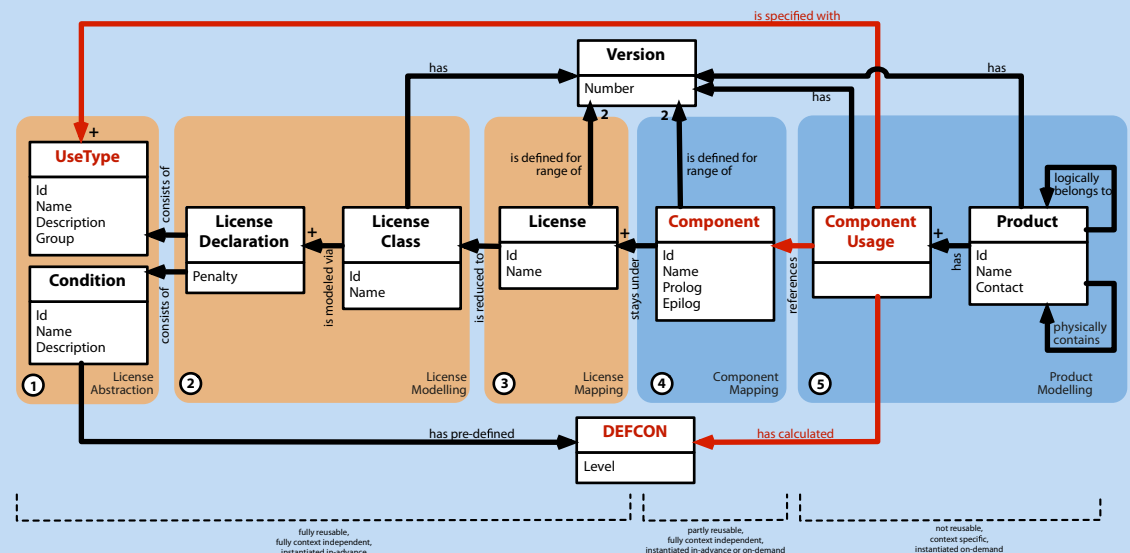 is specified with
Version
Number
has
has
has
2
2
+
UseType
Id
Name
Description
Group
consists of
Condition
Id
Name
Description
consists of
License
Declaration
Penalty
+
is modeled via
License
Class
Id
Name
is reduced to
is defined for
range of
License
Id
Name
+
stays under
is defined for
range of
Component
Id
Name
Prolog
Epilog
references
Component
Usage
+
has
Product
Id
Name
Contact
logically
belongs to
physically
contains
1
License
Abstraction
2
License
Modelling
3
License
Mapping
4
Component
Mapping
5
Product
Modelling
has pre-defined
DEFCON
Level
has calculated
fully reusable,
fully context independent,
instantiated in-advance
partly reusable,
fully context independent,
instantiated in-advance or on-demand
not reusable,
context specific,
instantiated on-demand